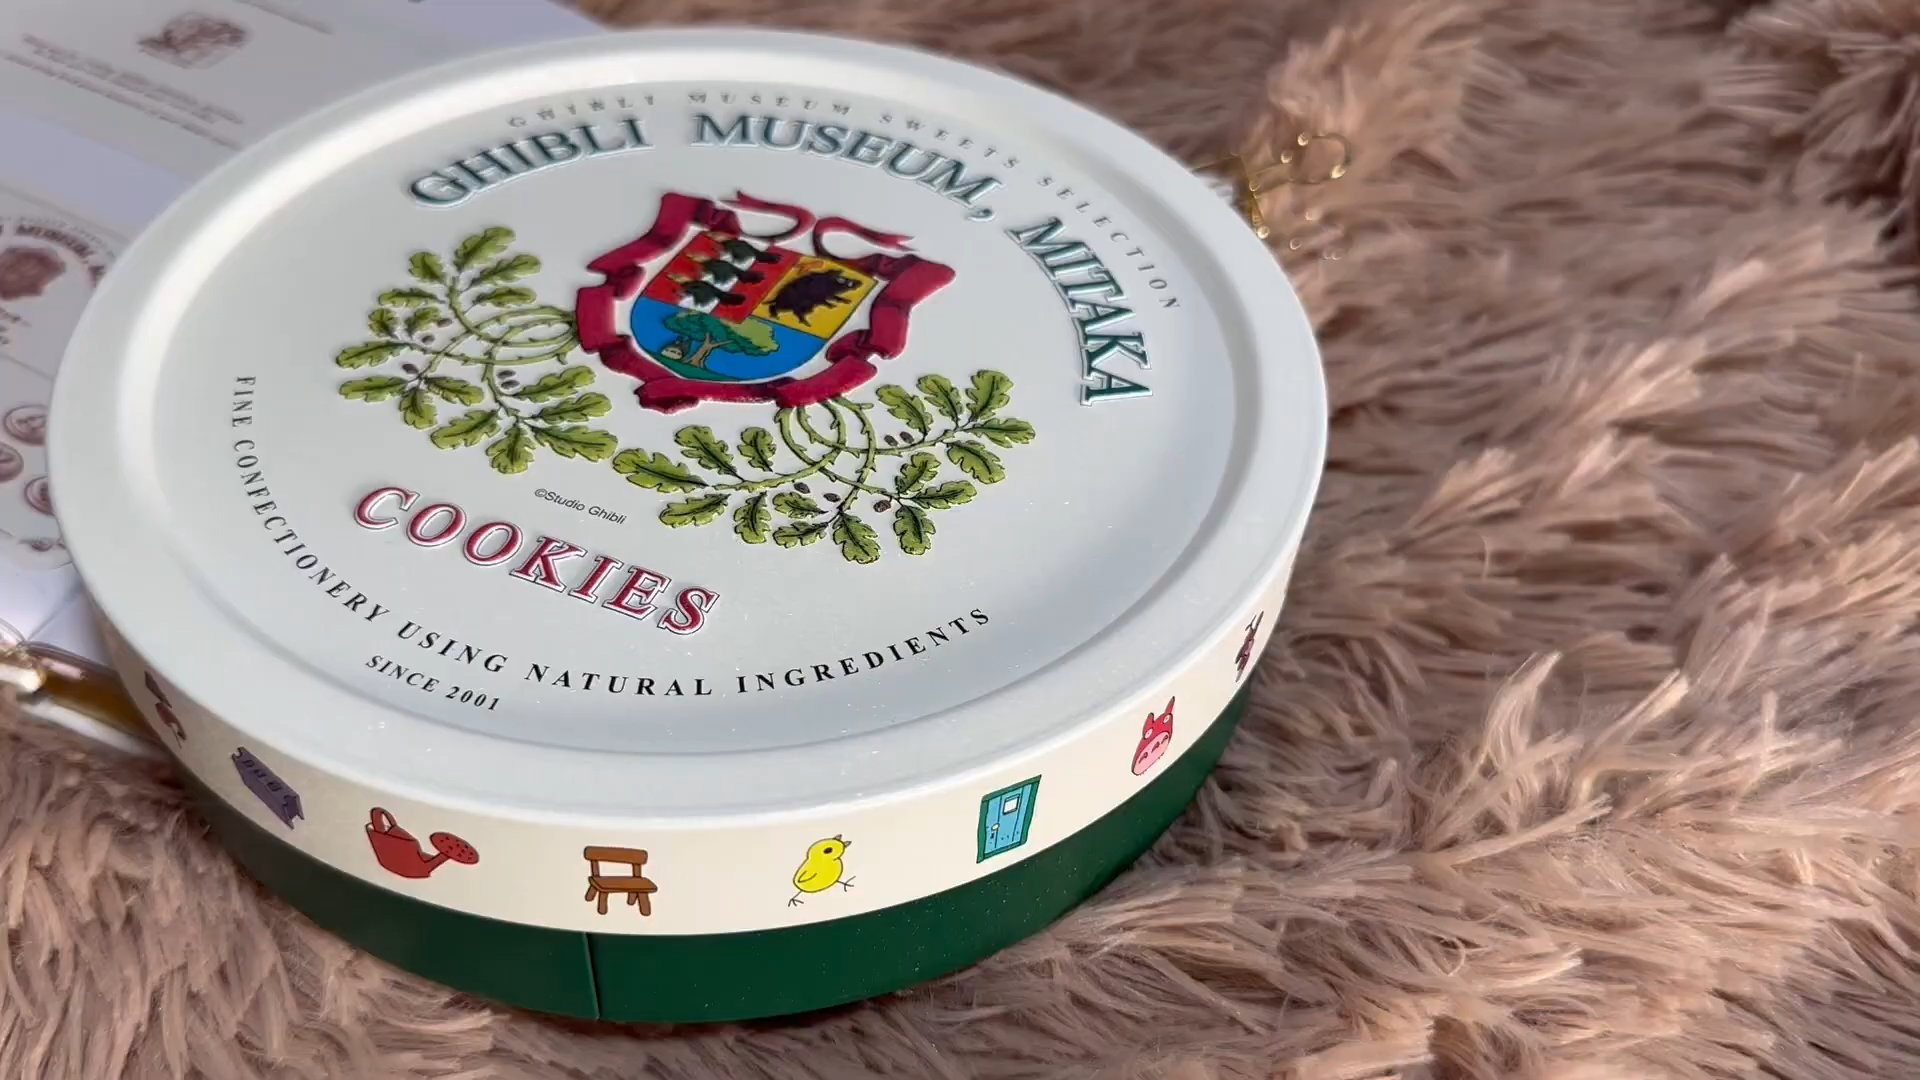 GHIBLI MUSEUM SWEETS SELECTION
GHIBLI MUSEUM, MITAKA
©Studio Ghibli
COOKIES
FINE CONFECTIONERY USING NATURAL INGREDIENTS
SINCE 2001